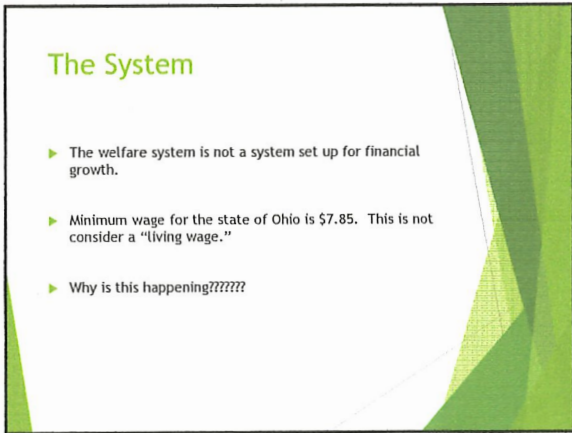 The System
The welfare system is not a system set up for financial
growth.
Minimum wage for the state of Ohio is $7.85. This is not
consider a “living wage.”
Why is this happening???????